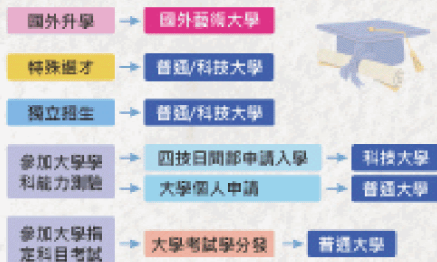 國外升學
國外藝術大學
特殊選才
普通/科技大學
獨立招生
普通/科技大學
參加大學學
科能力測驗
四技日間部申請入學
科技大學
大學個人申請
普通大學
參加大學指
定科目考試
大學考試學分發
普通大學